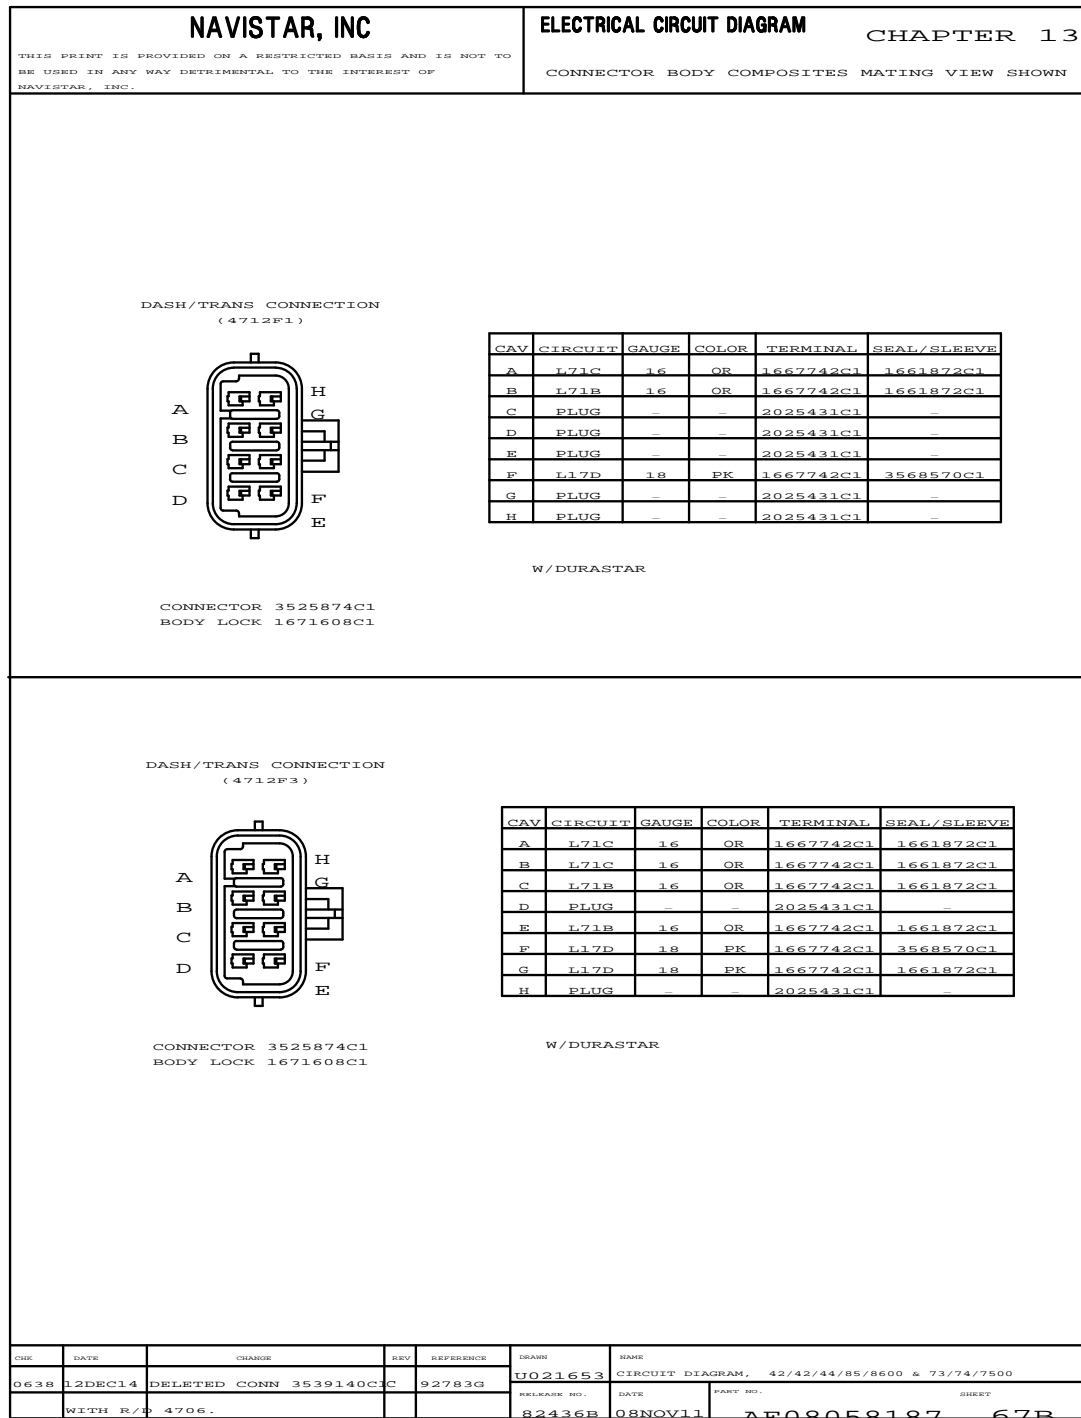 NAVISTAR, INC
THIS PRINT IS PROVIDED ON A RESTRICTED BASIS AND IS NOT TO
BE USED IN ANY WAY DETRIMENTAL TO THE INTEREST OF
NAVISTAR, INC.
ELECTRICAL CIRCUIT DIAGRAM
CHAPTER 13
CONNECTOR BODY COMPOSITES MATING VIEW SHOWN
DASH/TRANS CONNECTION
(4712F1)
A
B
C
D
H
G
F
E
CONNECTOR 3525874C1
BODY LOCK 1671608C1
CAV CIRCUIT GAUGE COLOR TERMINAL SEAL/SLEEVE
A L71C 16 OR 1667742C1 1661872C1
B L71B 16 OR 1667742C1 1661872C1
C PLUG – – 2025431C1 –
D PLUG – – 2025431C1 –
E PLUG – – 2025431C1 –
F L17D 18 PK 1667742C1 3568570C1
G PLUG – – 2025431C1 –
H PLUG – – 2025431C1 –
W/DURASTAR
DASH/TRANS CONNECTION
(4712F3)
A
B
C
D
H
G
F
E
CONNECTOR 3525874C1
BODY LOCK 1671608C1
CAV CIRCUIT GAUGE COLOR TERMINAL SEAL/SLEEVE
A L71C 16 OR 1667742C1 1661872C1
B L71C 16 OR 1667742C1 1661872C1
C L71B 16 OR 1667742C1 1661872C1
D PLUG – – 2025431C1 –
E L71B 16 OR 1667742C1 1661872C1
F L17D 18 PK 1667742C1 3568570C1
G L17D 18 PK 1667742C1 1661872C1
H PLUG – – 2025431C1 –
W/DURASTAR
CHK DATE CHANGE REV REFERENCE
0638 12DEC14 DELETED CONN 3539140C1 C 92783G
WITH R/D 4706.
DRAWN
U021653
NAME
CIRCUIT DIAGRAM, 42/42/44/85/8600 & 73/74/7500
RELEASE NO.
82436B
DATE
08NOV11
PART NO.
AE08058187
SHEET
67B